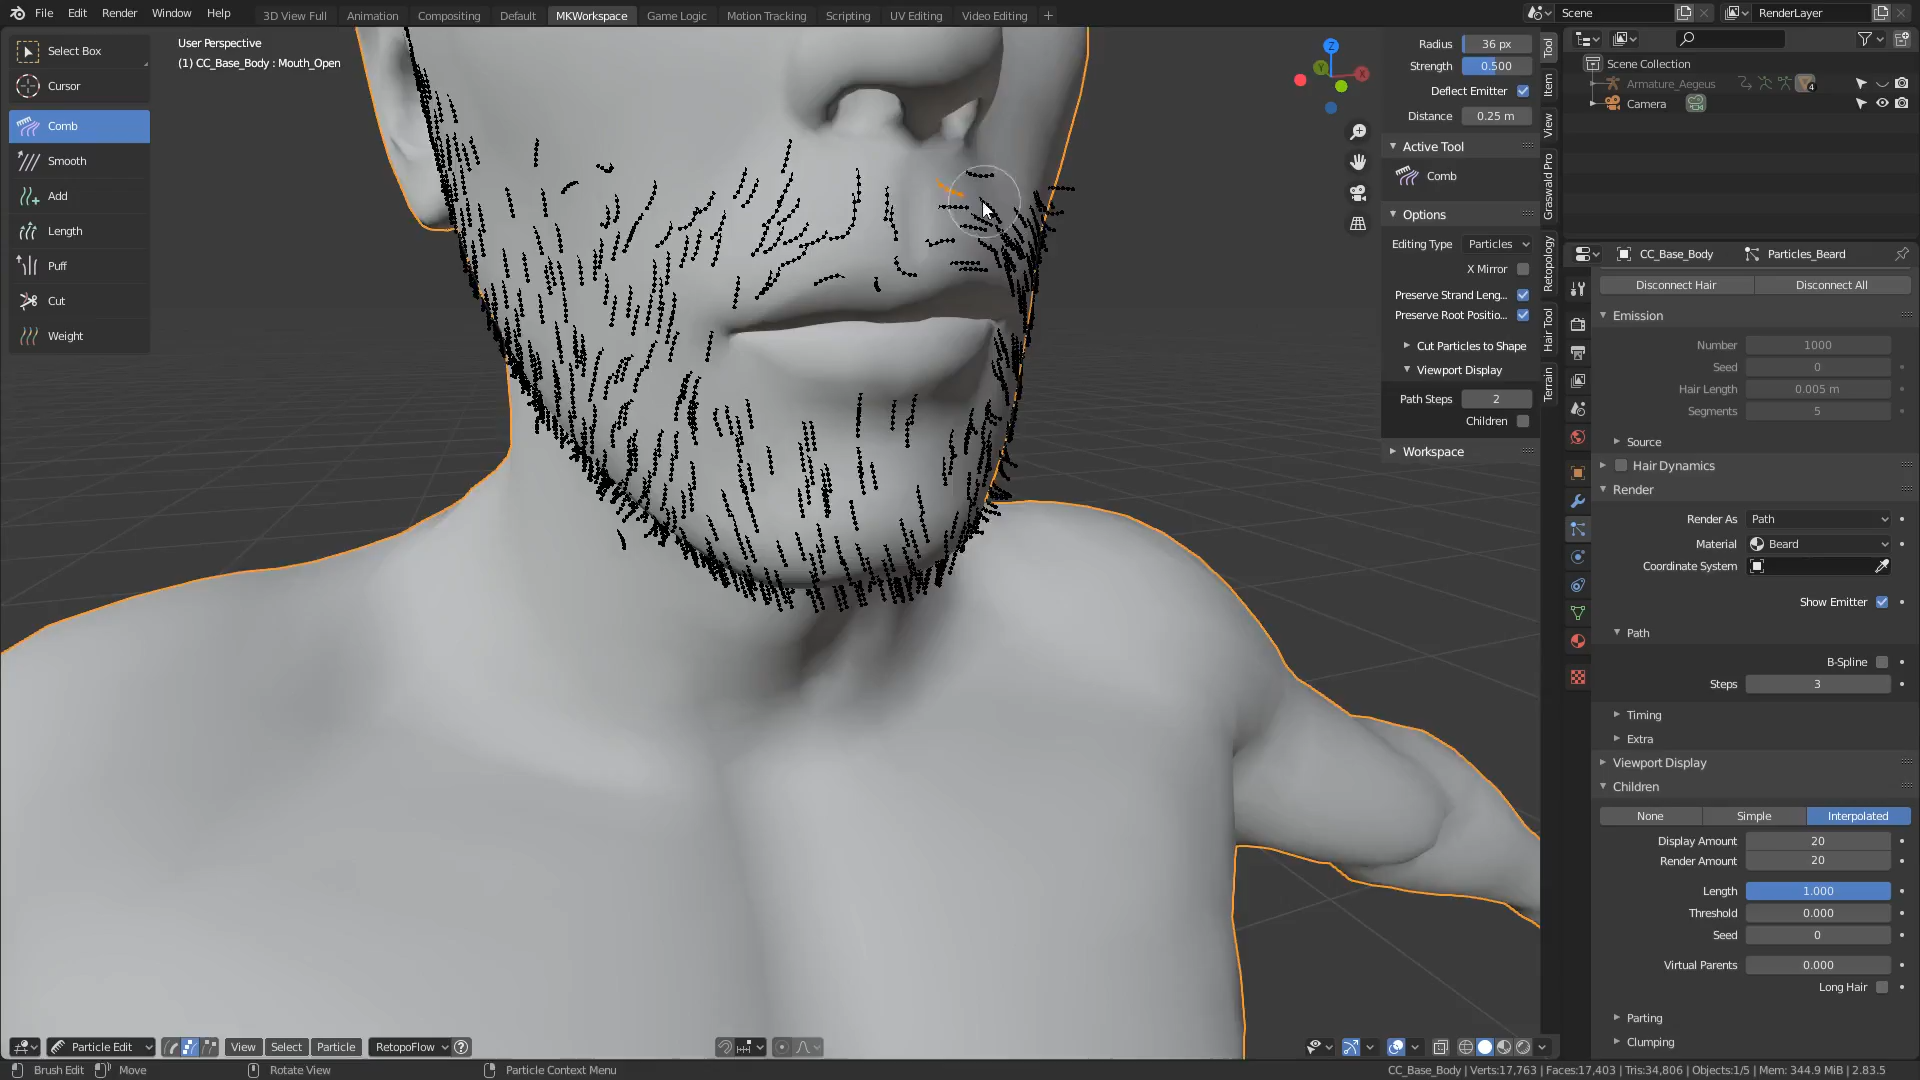 File Edit Render Window Help 3D View Full Animation Compositing Default MKWorkspace Game Logic Motion Tracking Scripting UV Editing Video Editing + Scene RenderLayer
User Perspective
(1) CC_Base_Body : Mouth_Open
Select Box
Cursor
Comb
Smooth
Add
Length
Puff
Cut
Weight
Z
Y
X
Radius 36 px
Strength 0.500
Deflect Emitter
Distance 0.25 m
Active Tool
Comb
Options
Editing Type Particles
X Mirror
Preserve Strand Leng...
Preserve Root Positio...
Cut Particles to Shape
Viewport Display
Path Steps 2
Children
Workspace
Tool
Item
View
Graswald Pro
Retopology
Hair Tool
Terrain
Scene Collection
Armature_Aegeus 4
Camera
CC_Base_Body Particles_Beard
Disconnect Hair Disconnect All
Emission
Number 1000
Seed 0
Hair Length 0.005 m
Segments 5
Source
Hair Dynamics
Render
Render As Path
Material Beard
Coordinate System
Show Emitter
Path
B-Spline
Steps 3
Timing
Extra
Viewport Display
Children
None Simple Interpolated
Display Amount 20
Render Amount 20
Length 1.000
Threshold 0.000
Seed 0
Virtual Parents 0.000
Long Hair
Parting
Clumping
Particle Edit View Select Particle RetopoFlow
Brush Edit Move Rotate View Particle Context Menu CC_Base_Body | Verts:17,763 | Faces:17,403 | Tris:34,806 | Objects:1/5 | Mem: 344.9 MiB | 2.83.5